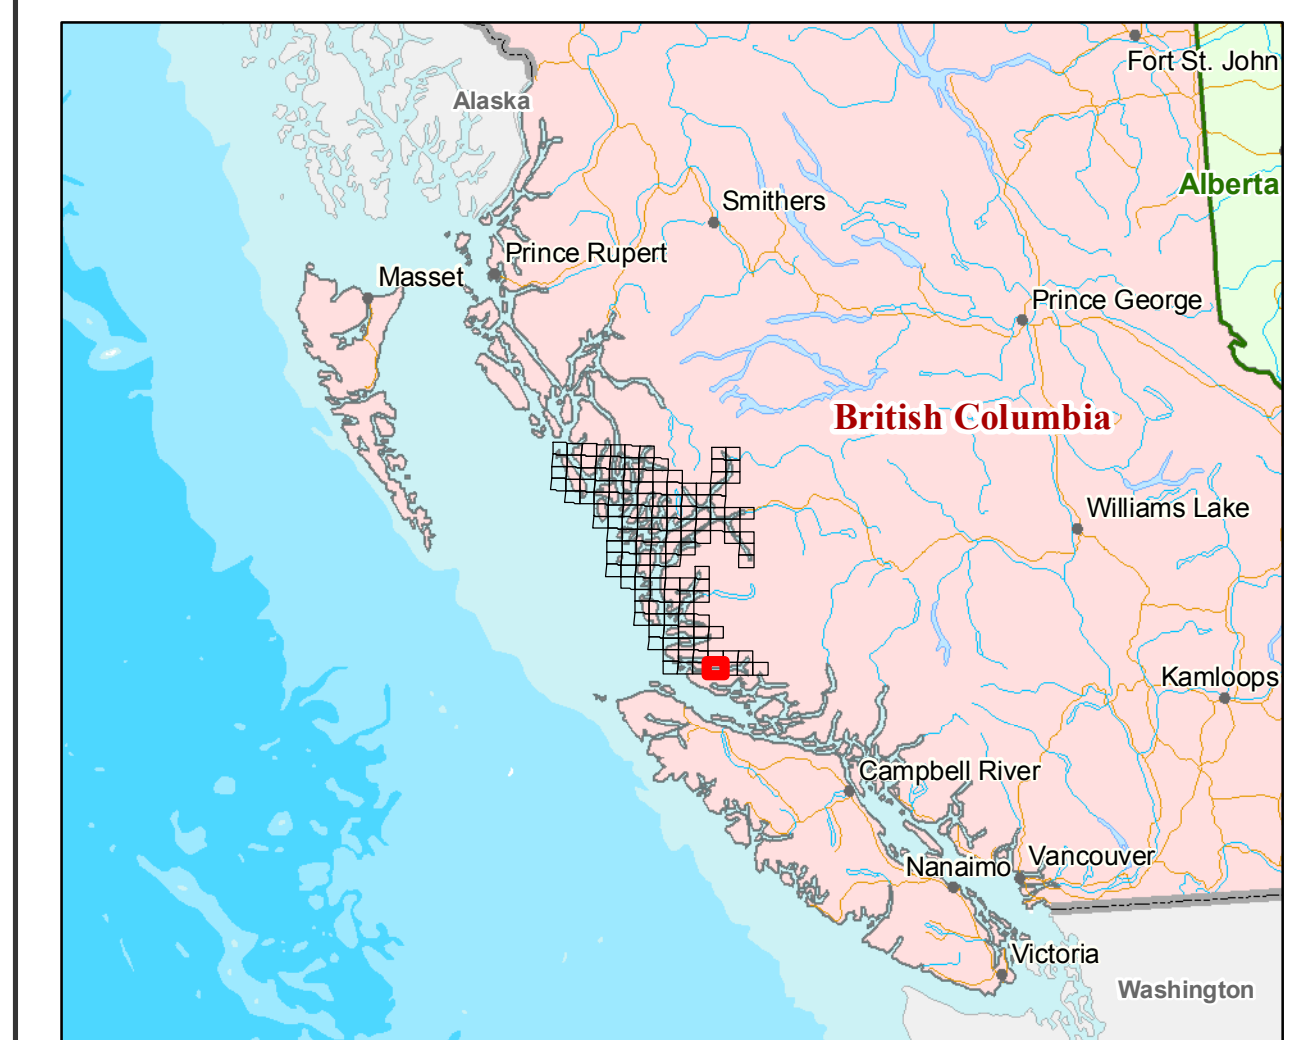 Fort St. John
Alaska
Alberta
Smithers
Prince Rupert
Masset
Prince George
British Columbia
Williams Lake
Kamloops
Campbell River
Nanaimo
Vancouver
Victoria
Washington